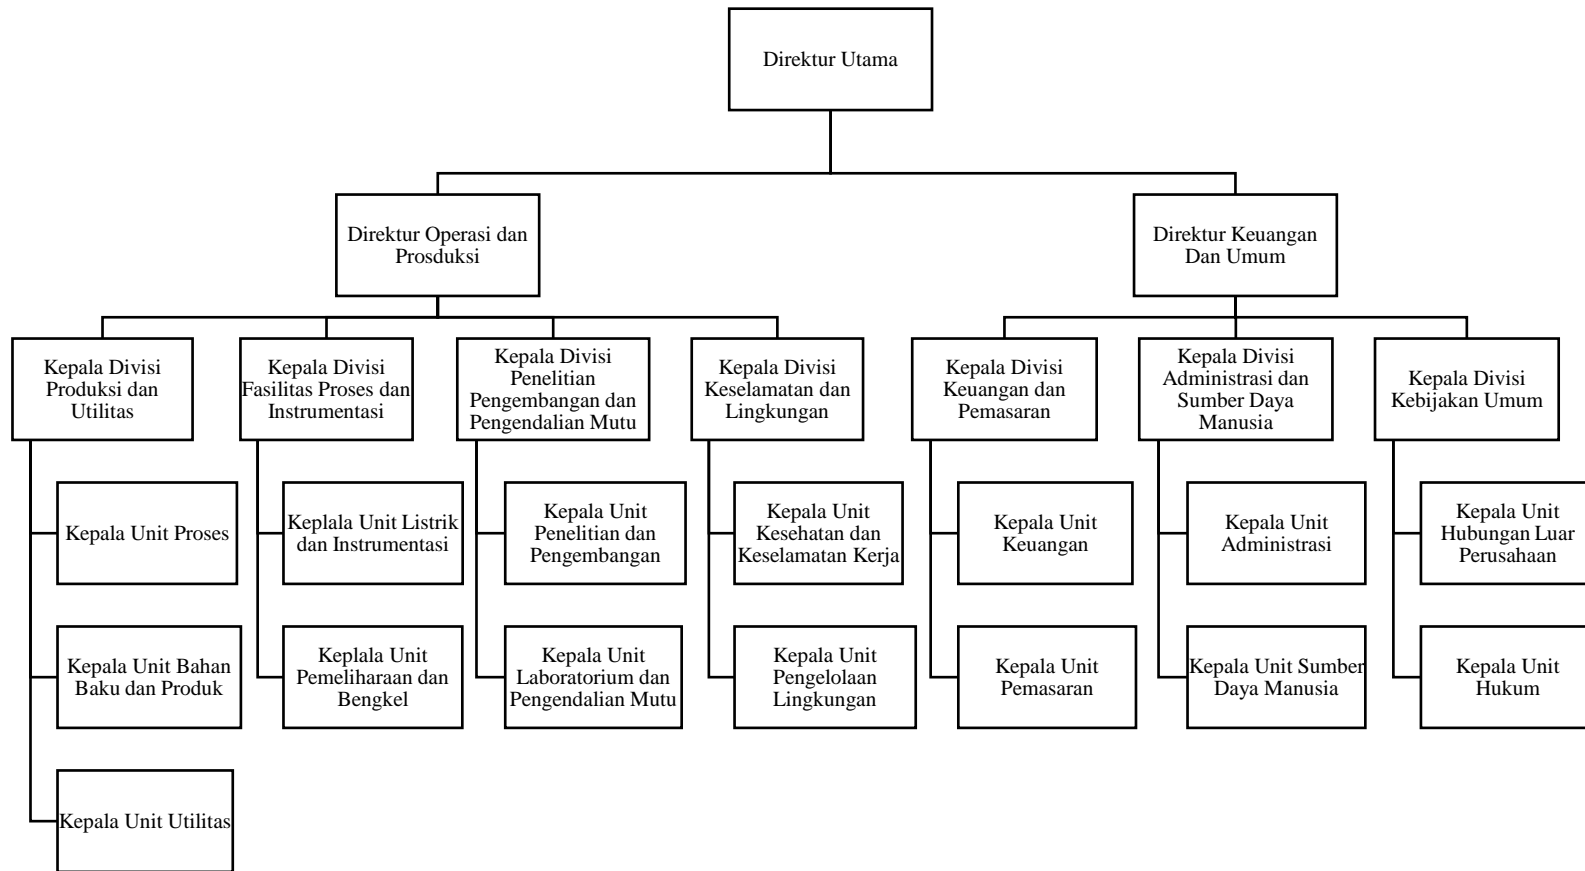 Direktur Utama
Direktur Operasi dan
Prosduksi
Direktur Keuangan
Dan Umum
Kepala Divisi
Produksi dan
Utilitas
Kepala Divisi
Fasilitas Proses dan
Instrumentasi
Kepala Divisi
Penelitian
Pengembangan dan
Pengendalian Mutu
Kepala Divisi
Keselamatan dan
Lingkungan
Kepala Divisi
Keuangan dan
Pemasaran
Kepala Divisi
Administrasi dan
Sumber Daya
Manusia
Kepala Divisi
Kebijakan Umum
Kepala Unit Proses
Keplala Unit Listrik
dan Instrumentasi
Kepala Unit
Penelitian dan
Pengembangan
Kepala Unit
Kesehatan dan
Keselamatan Kerja
Kepala Unit
Keuangan
Kepala Unit
Administrasi
Kepala Unit
Hubungan Luar
Perusahaan
Kepala Unit Bahan
Baku dan Produk
Keplala Unit
Pemeliharaan dan
Bengkel
Kepala Unit
Laboratorium dan
Pengendalian Mutu
Kepala Unit
Pengelolaan
Lingkungan
Kepala Unit
Pemasaran
Kepala Unit Sumber
Daya Manusia
Kepala Unit
Hukum
Kepala Unit Utilitas